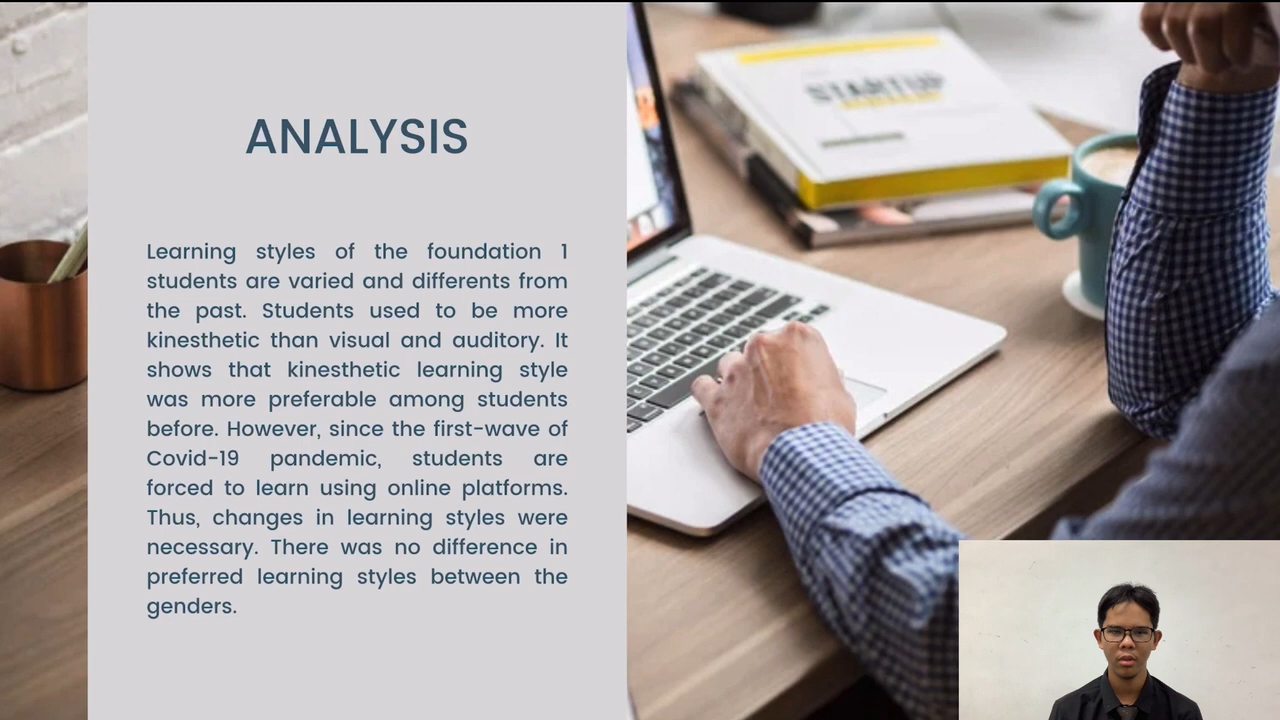 ANALYSIS
Learning styles of the foundation 1
students are varied and differents from
the past. Students used to be more
kinesthetic than visual and auditory. It
shows that kinesthetic learning style
was more preferable among students
before. However, since the first-wave of
Covid-19 pandemic, students are
forced to learn using online platforms.
Thus, changes in learning styles were
necessary. There was no difference in
preferred learning styles between the
genders.
STARTUP